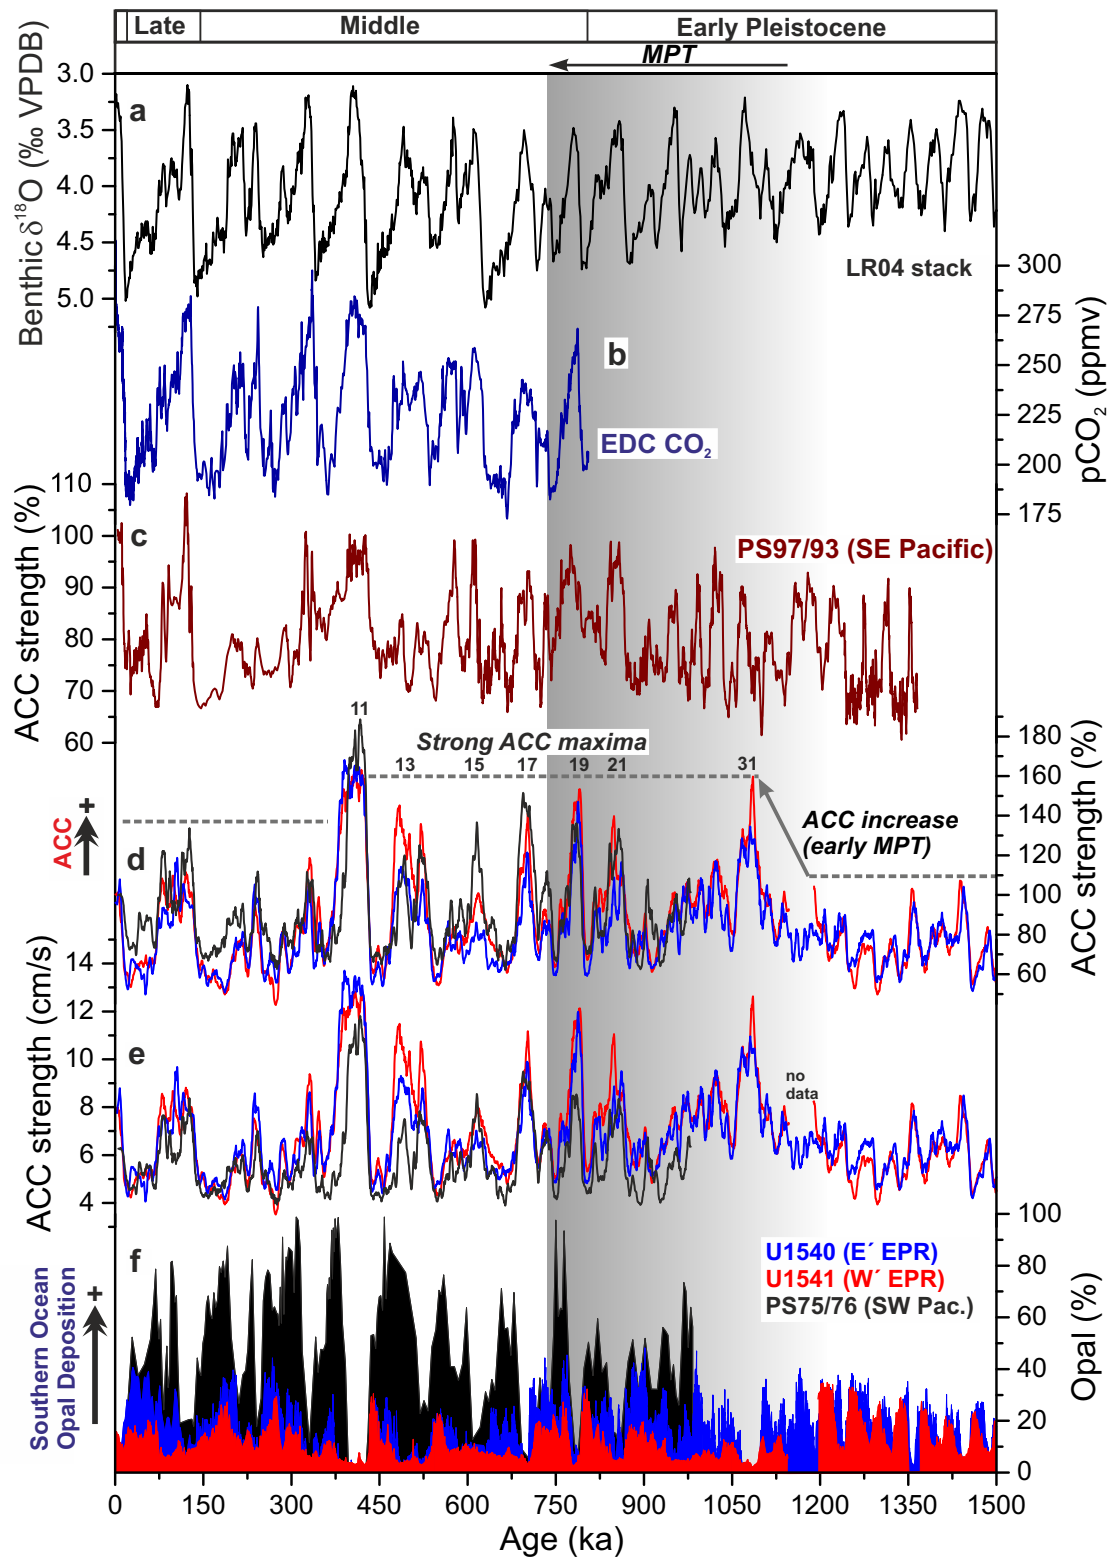 Late
Middle
Early Pleistocene
MPT
Benthic δ¹⁸O (‰ VPDB)
3.0
3.5
4.0
4.5
5.0
a
LR04 stack
300
275
250
225
200
175
pCO₂ (ppmv)
b
EDC CO₂
ACC strength (%)
110
100
90
80
70
60
c
PS97/93 (SE Pacific)
11
Strong ACC maxima
13
15
17
19
21
31
180
160
140
120
100
80
60
ACC strength (%)
ACC
+
d
ACC increase
(early MPT)
ACC strength (cm/s)
14
12
10
8
6
4
e
no
data
100
80
60
40
20
0
Opal (%)
f
U1540 (E´ EPR)
U1541 (W´ EPR)
PS75/76 (SW Pac.)
Southern Ocean
Opal Deposition
+
0
150
300
450
600
750
900
1050
1200
1350
1500
Age (ka)